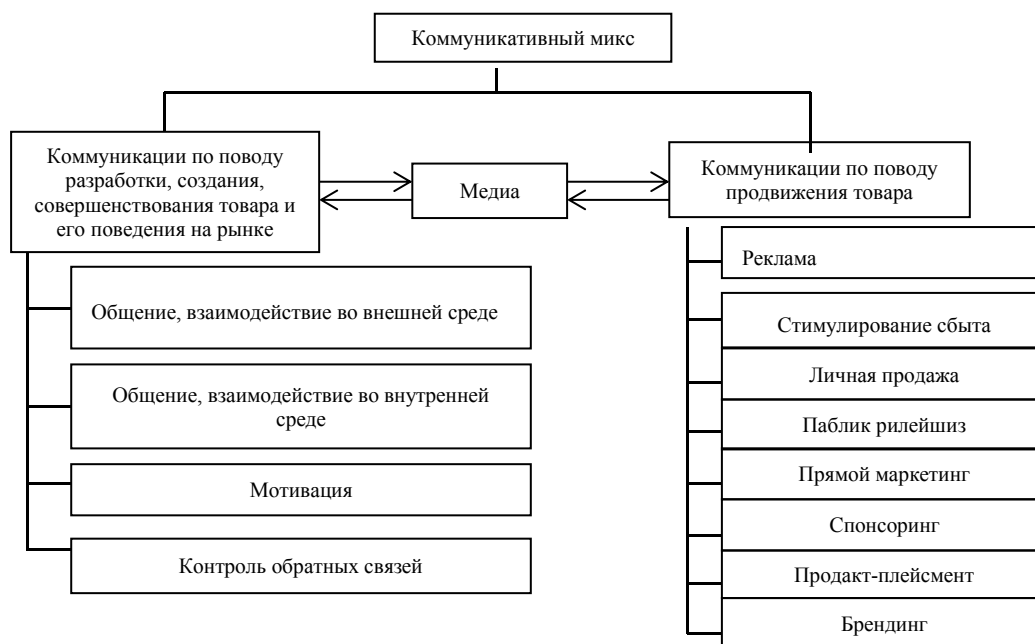 Коммуникативный микс
Коммуникации по поводу
разработки, создания,
совершенствования товара и
его поведения на рынке
Медиа
Коммуникации по поводу
продвижения товара
Общение, взаимодействие во внешней среде
Общение, взаимодействие во внутренней
среде
Мотивация
Контроль обратных связей
Реклама
Стимулирование сбыта
Личная продажа
Паблик рилейшиз
Прямой маркетинг
Спонсоринг
Продакт-плейсмент
Брендинг